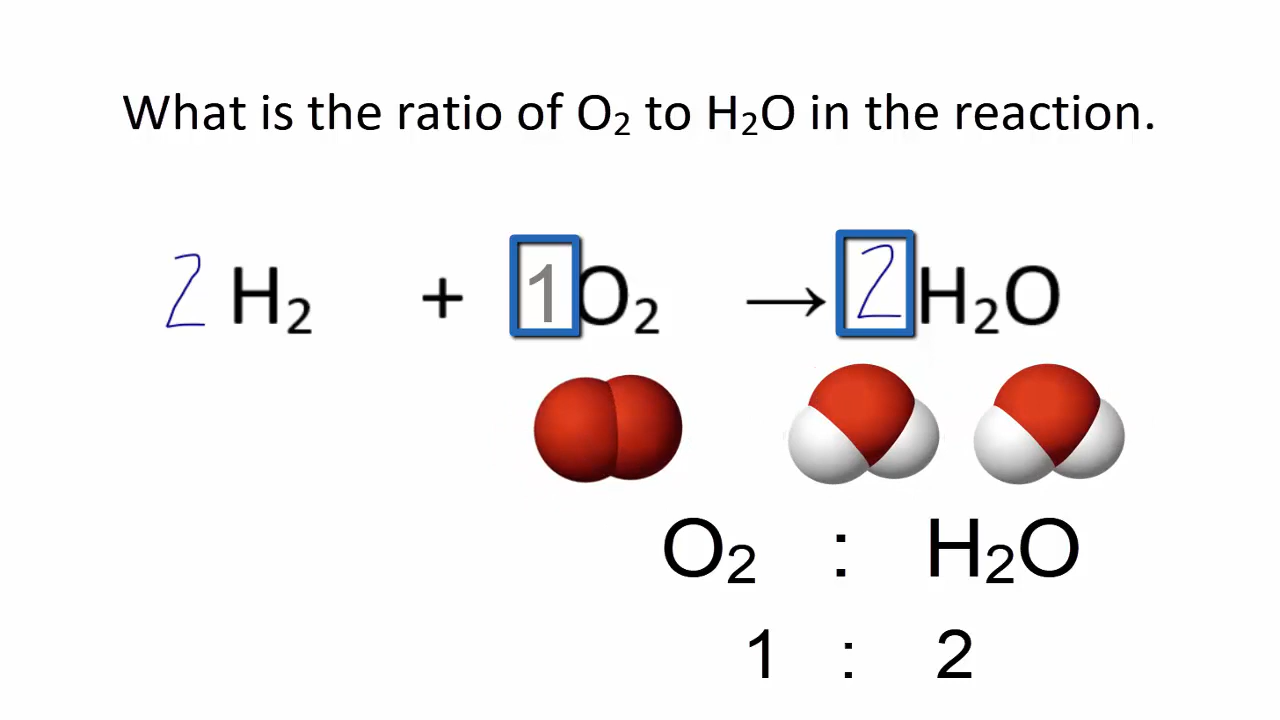 What is the ratio of O₂ to H₂O in the reaction.
2 H₂ + 1 O₂ → 2 H₂O
O₂ : H₂O
1 : 2